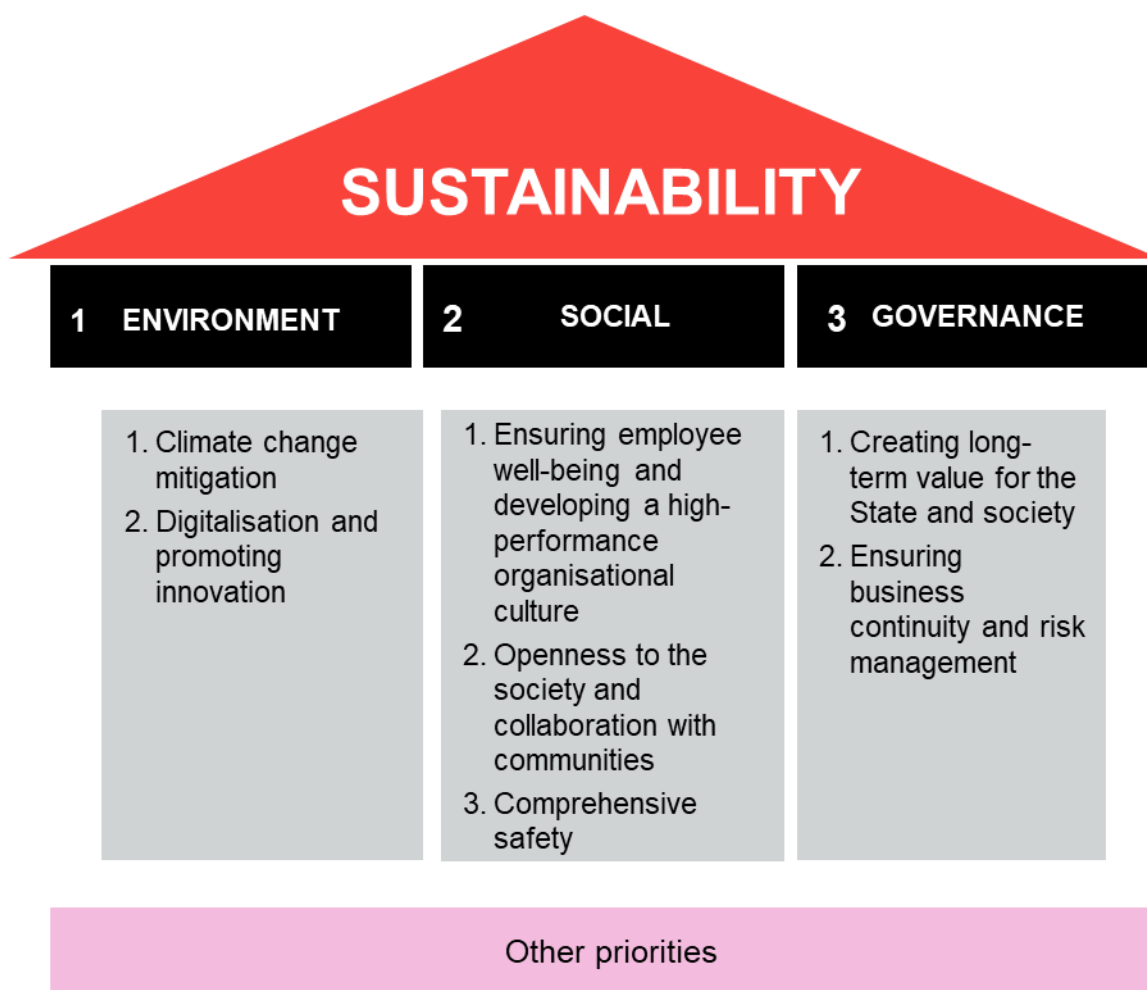 SUSTAINABILITY
1 ENVIRONMENT
2 SOCIAL
3 GOVERNANCE
1. Climate change
mitigation
2. Digitalisation and
promoting
innovation
1. Ensuring employee
well-being and
developing a high-
performance
organisational
culture
2. Openness to the
society and
collaboration with
communities
3. Comprehensive
safety
1. Creating long-
term value for the
State and society
2. Ensuring
business
continuity and risk
management
Other priorities